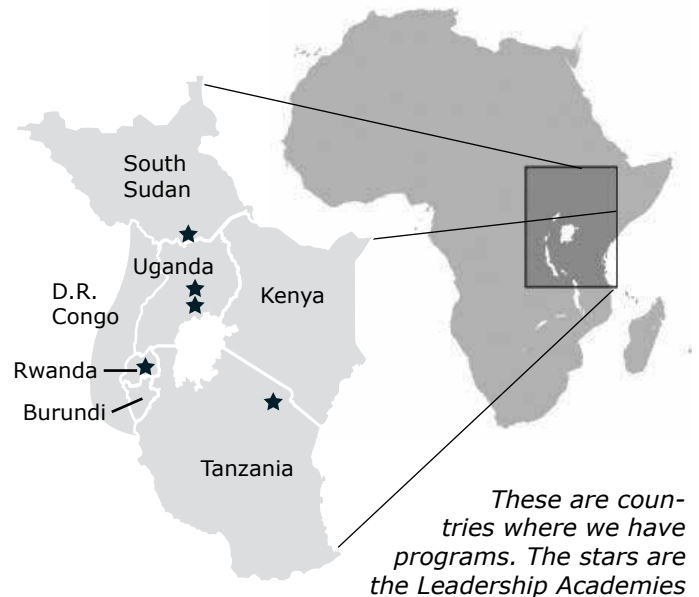 South
Sudan
Uganda
D.R.
Congo
Kenya
Rwanda
Burundi
Tanzania
These are coun-
tries where we have
programs. The stars are
the Leadership Academies